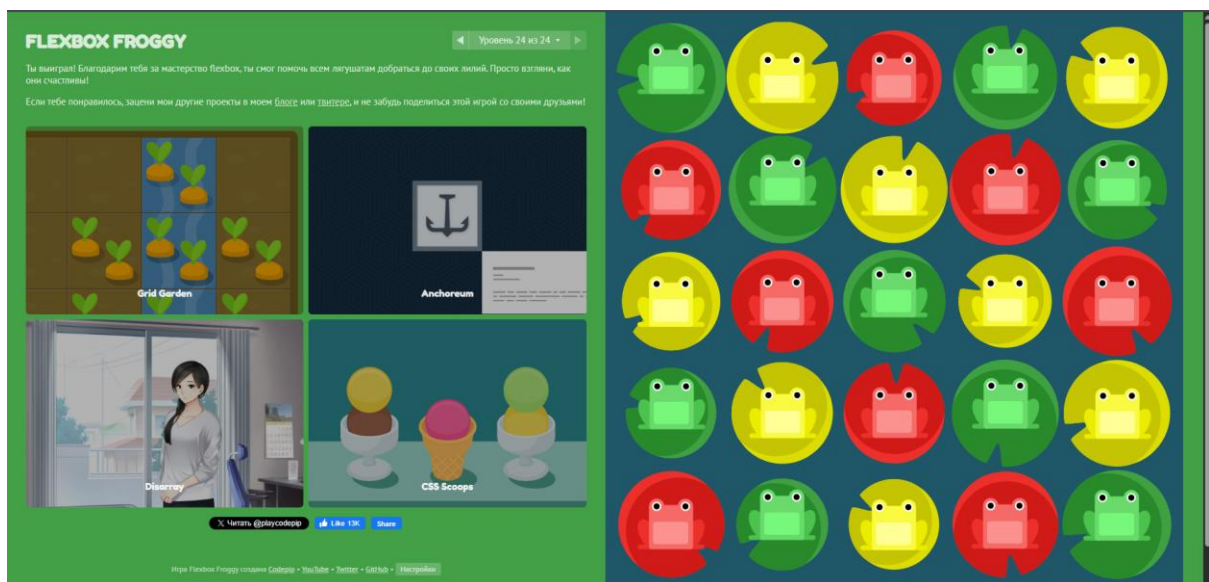 FLEXBOX FROGGY
Уровень 24 из 24
Ты выиграл! Благодарим тебя за мастерство flexbox, ты смог помочь всем лягушатам добраться до своих лилий. Просто взгляни, как
они счастливы!
Если тебе понравилось, зацени мои другие проекты в моем блоге или твитере, и не забудь поделиться этой игрой со своими друзьями!
Grid Garden
Anchoreum
Disarray
CSS Scoops
Читать @playcodepip
Like 13K
Share
Игра Flexbox Froggy создана Codepip • YouTube • Twitter • GitHub • Настройки